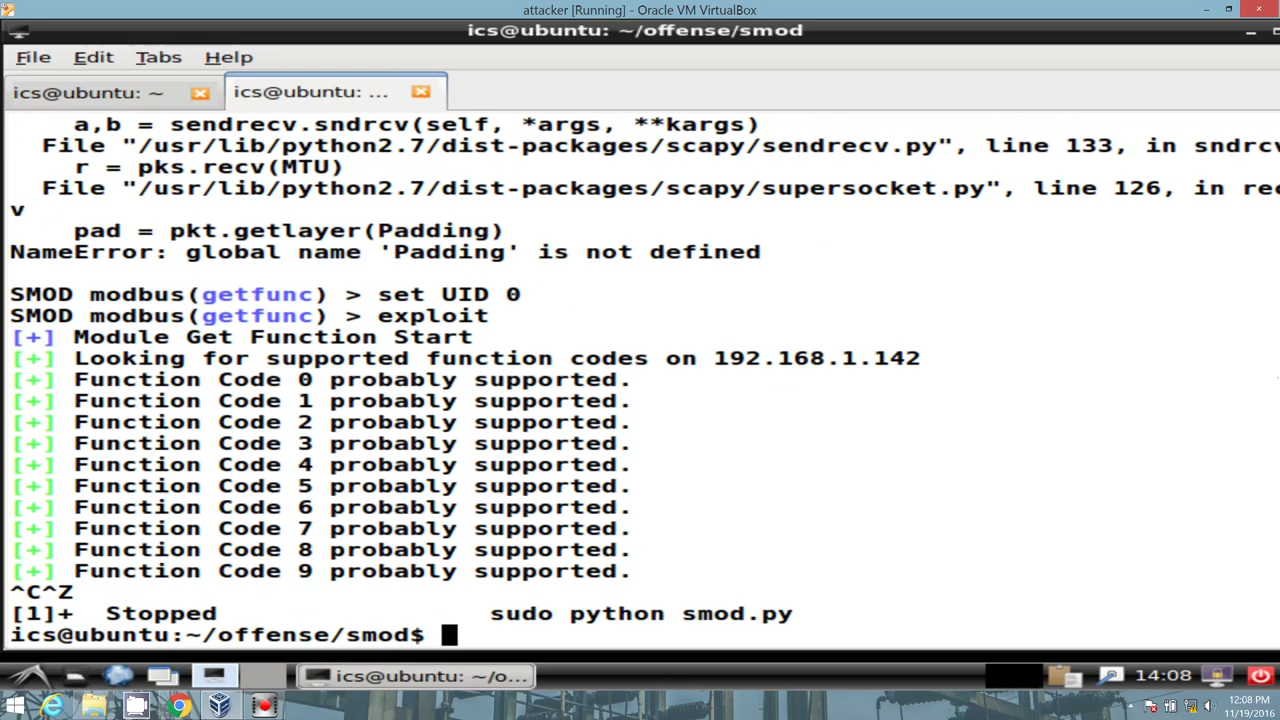 attacker [Running] - Oracle VM VirtualBox
ics@ubuntu: ~/offense/smod
File Edit Tabs Help
ics@ubuntu: ~ ics@ubuntu: ...
a,b = sendrecv.sndrcv(self, *args, **kargs)
File "/usr/lib/python2.7/dist-packages/scapy/sendrecv.py", line 133, in sndrc
r = pks.recv(MTU)
File "/usr/lib/python2.7/dist-packages/scapy/supersocket.py", line 126, in rec
v
pad = pkt.getlayer(Padding)
NameError: global name 'Padding' is not defined
SMOD modbus(getfunc) > set UID 0
SMOD modbus(getfunc) > exploit
[+] Module Get Function Start
[+] Looking for supported function codes on 192.168.1.142
[+] Function Code 0 probably supported.
[+] Function Code 1 probably supported.
[+] Function Code 2 probably supported.
[+] Function Code 3 probably supported.
[+] Function Code 4 probably supported.
[+] Function Code 5 probably supported.
[+] Function Code 6 probably supported.
[+] Function Code 7 probably supported.
[+] Function Code 8 probably supported.
[+] Function Code 9 probably supported.
^C^Z
[1]+ Stopped sudo python smod.py
ics@ubuntu:~/offense/smod$
ics@ubuntu: ~/o... 14:08
12:08 PM
11/19/2016